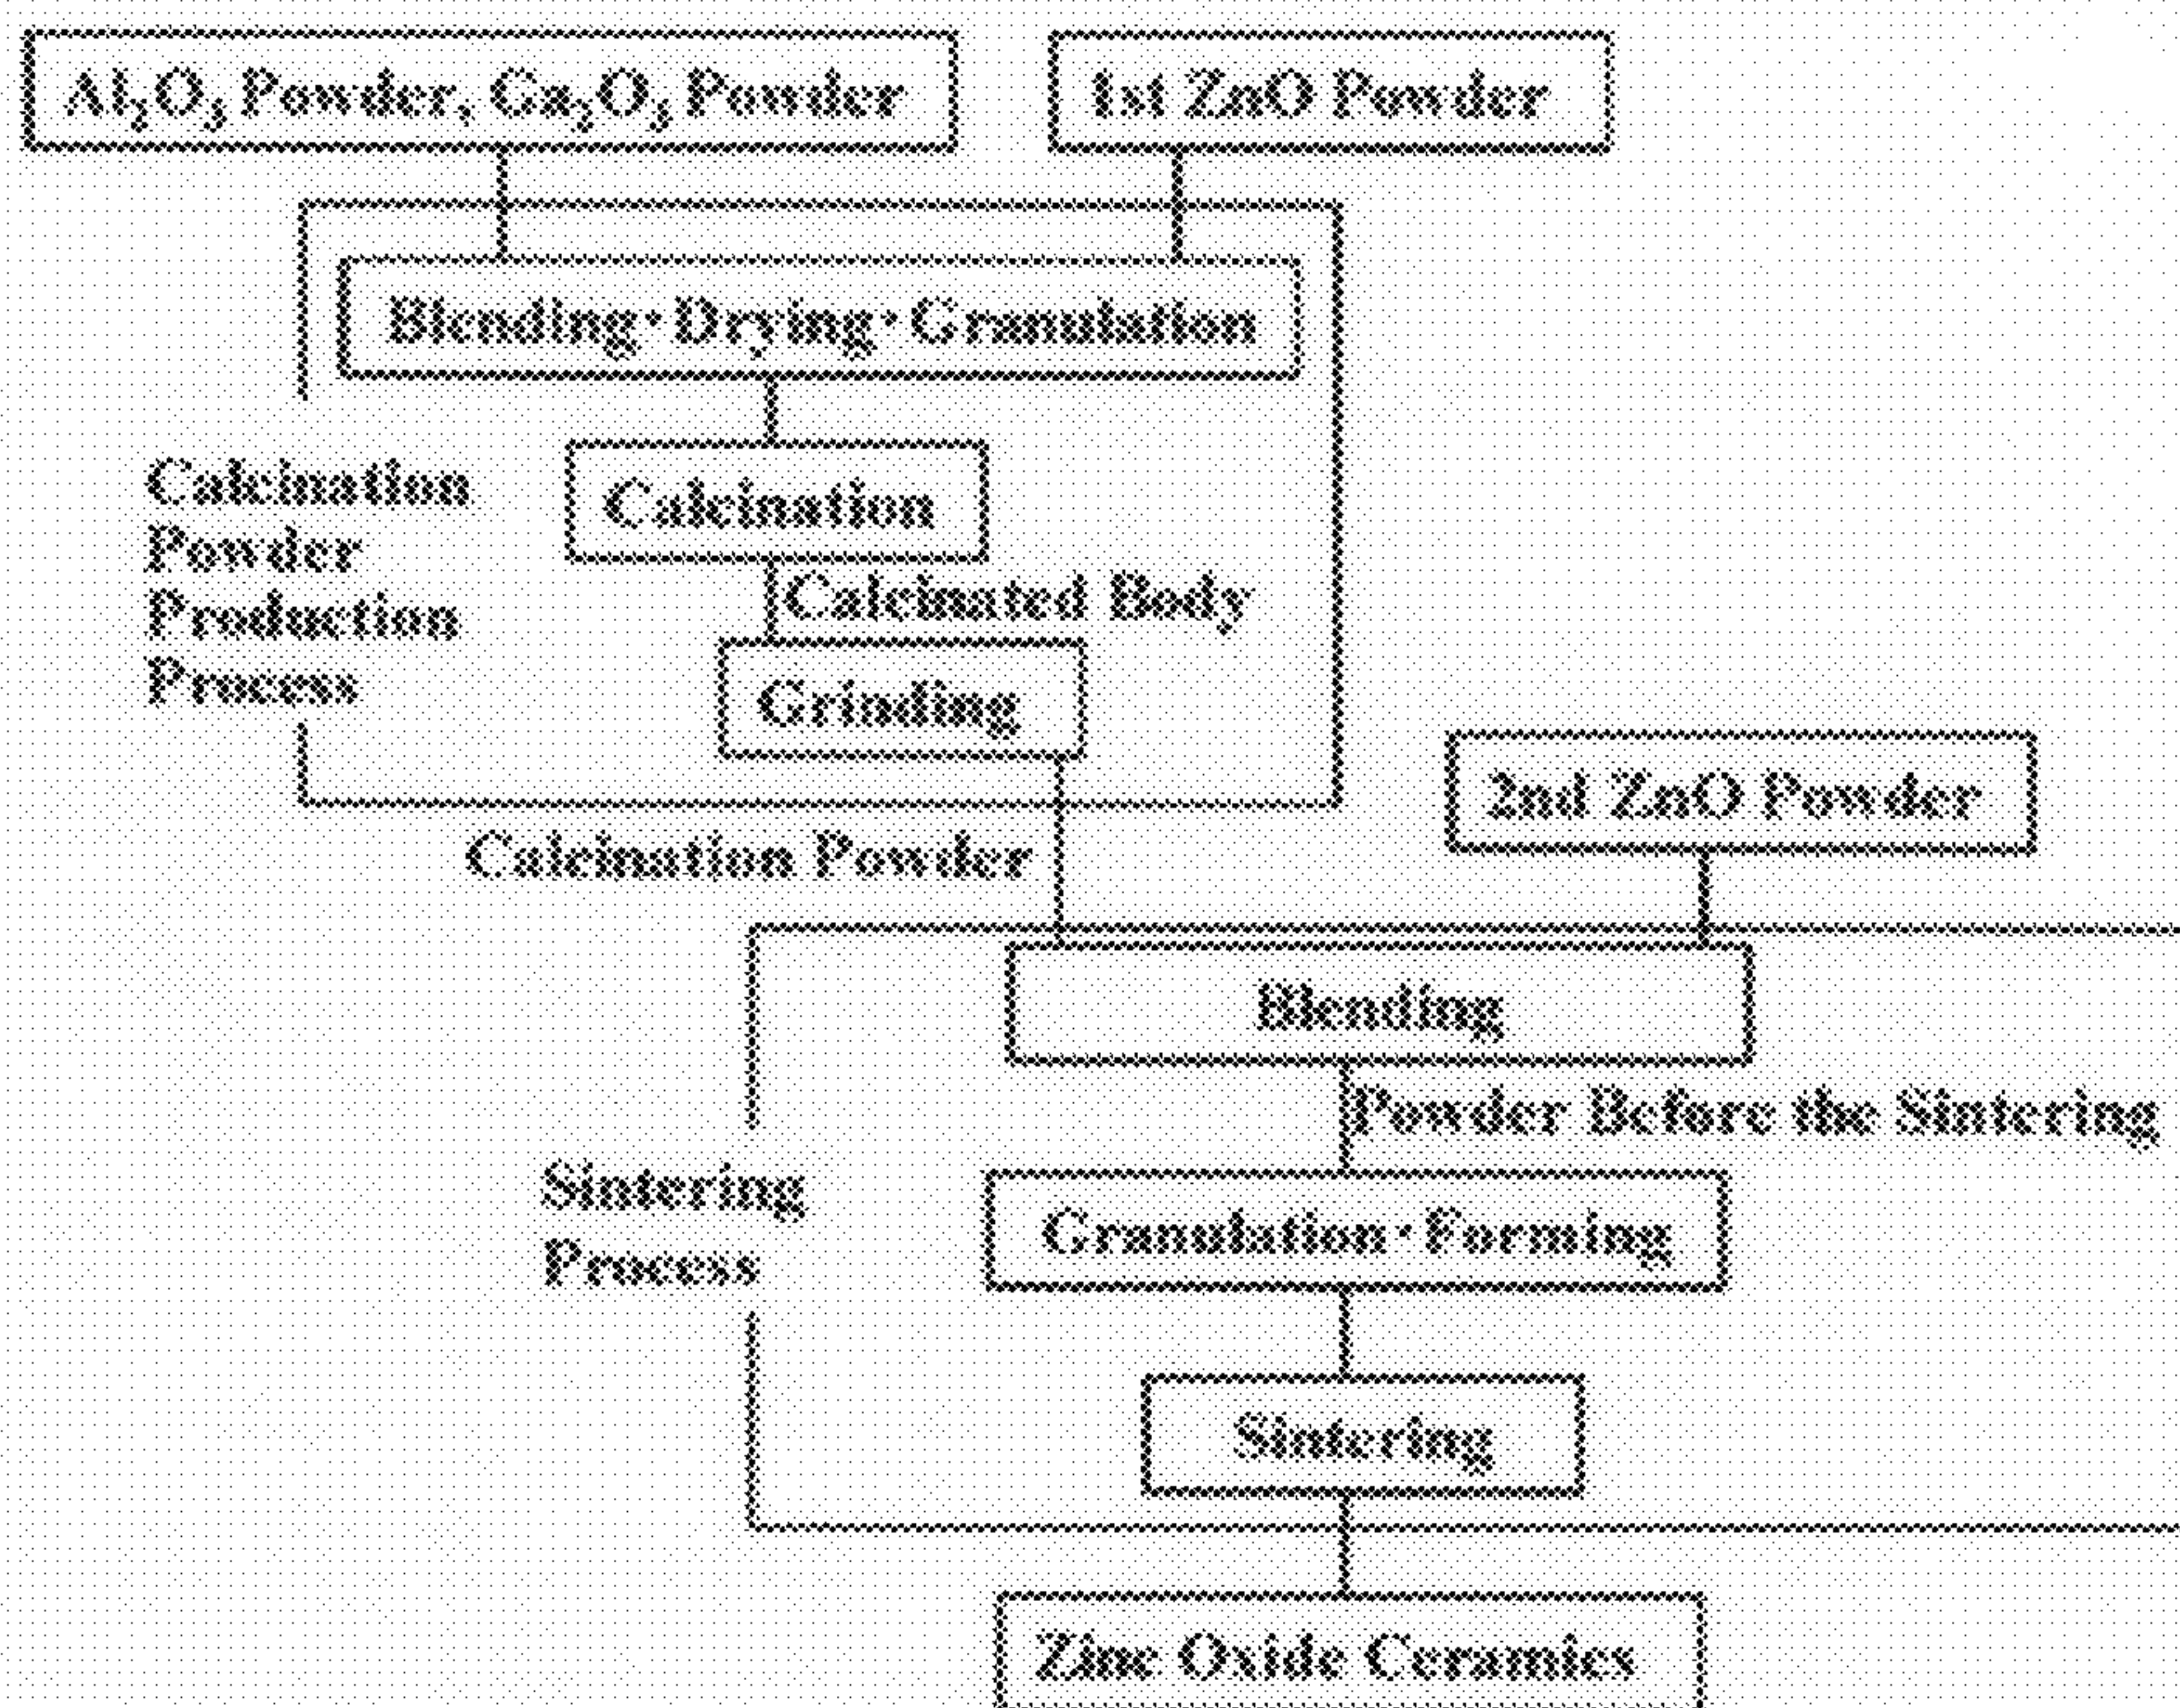 Al₂O₃ Powder, Ga₂O₃ Powder
1st ZnO Powder
Blending·Drying·Granulation
Calcination
Powder
Production
Process
Calcination
Calcinated Body
Grinding
Calcination Powder
2nd ZnO Powder
Blending
Powder Before the Sintering
Sintering
Process
Granulation·Forming
Sintering
Zinc Oxide Ceramics